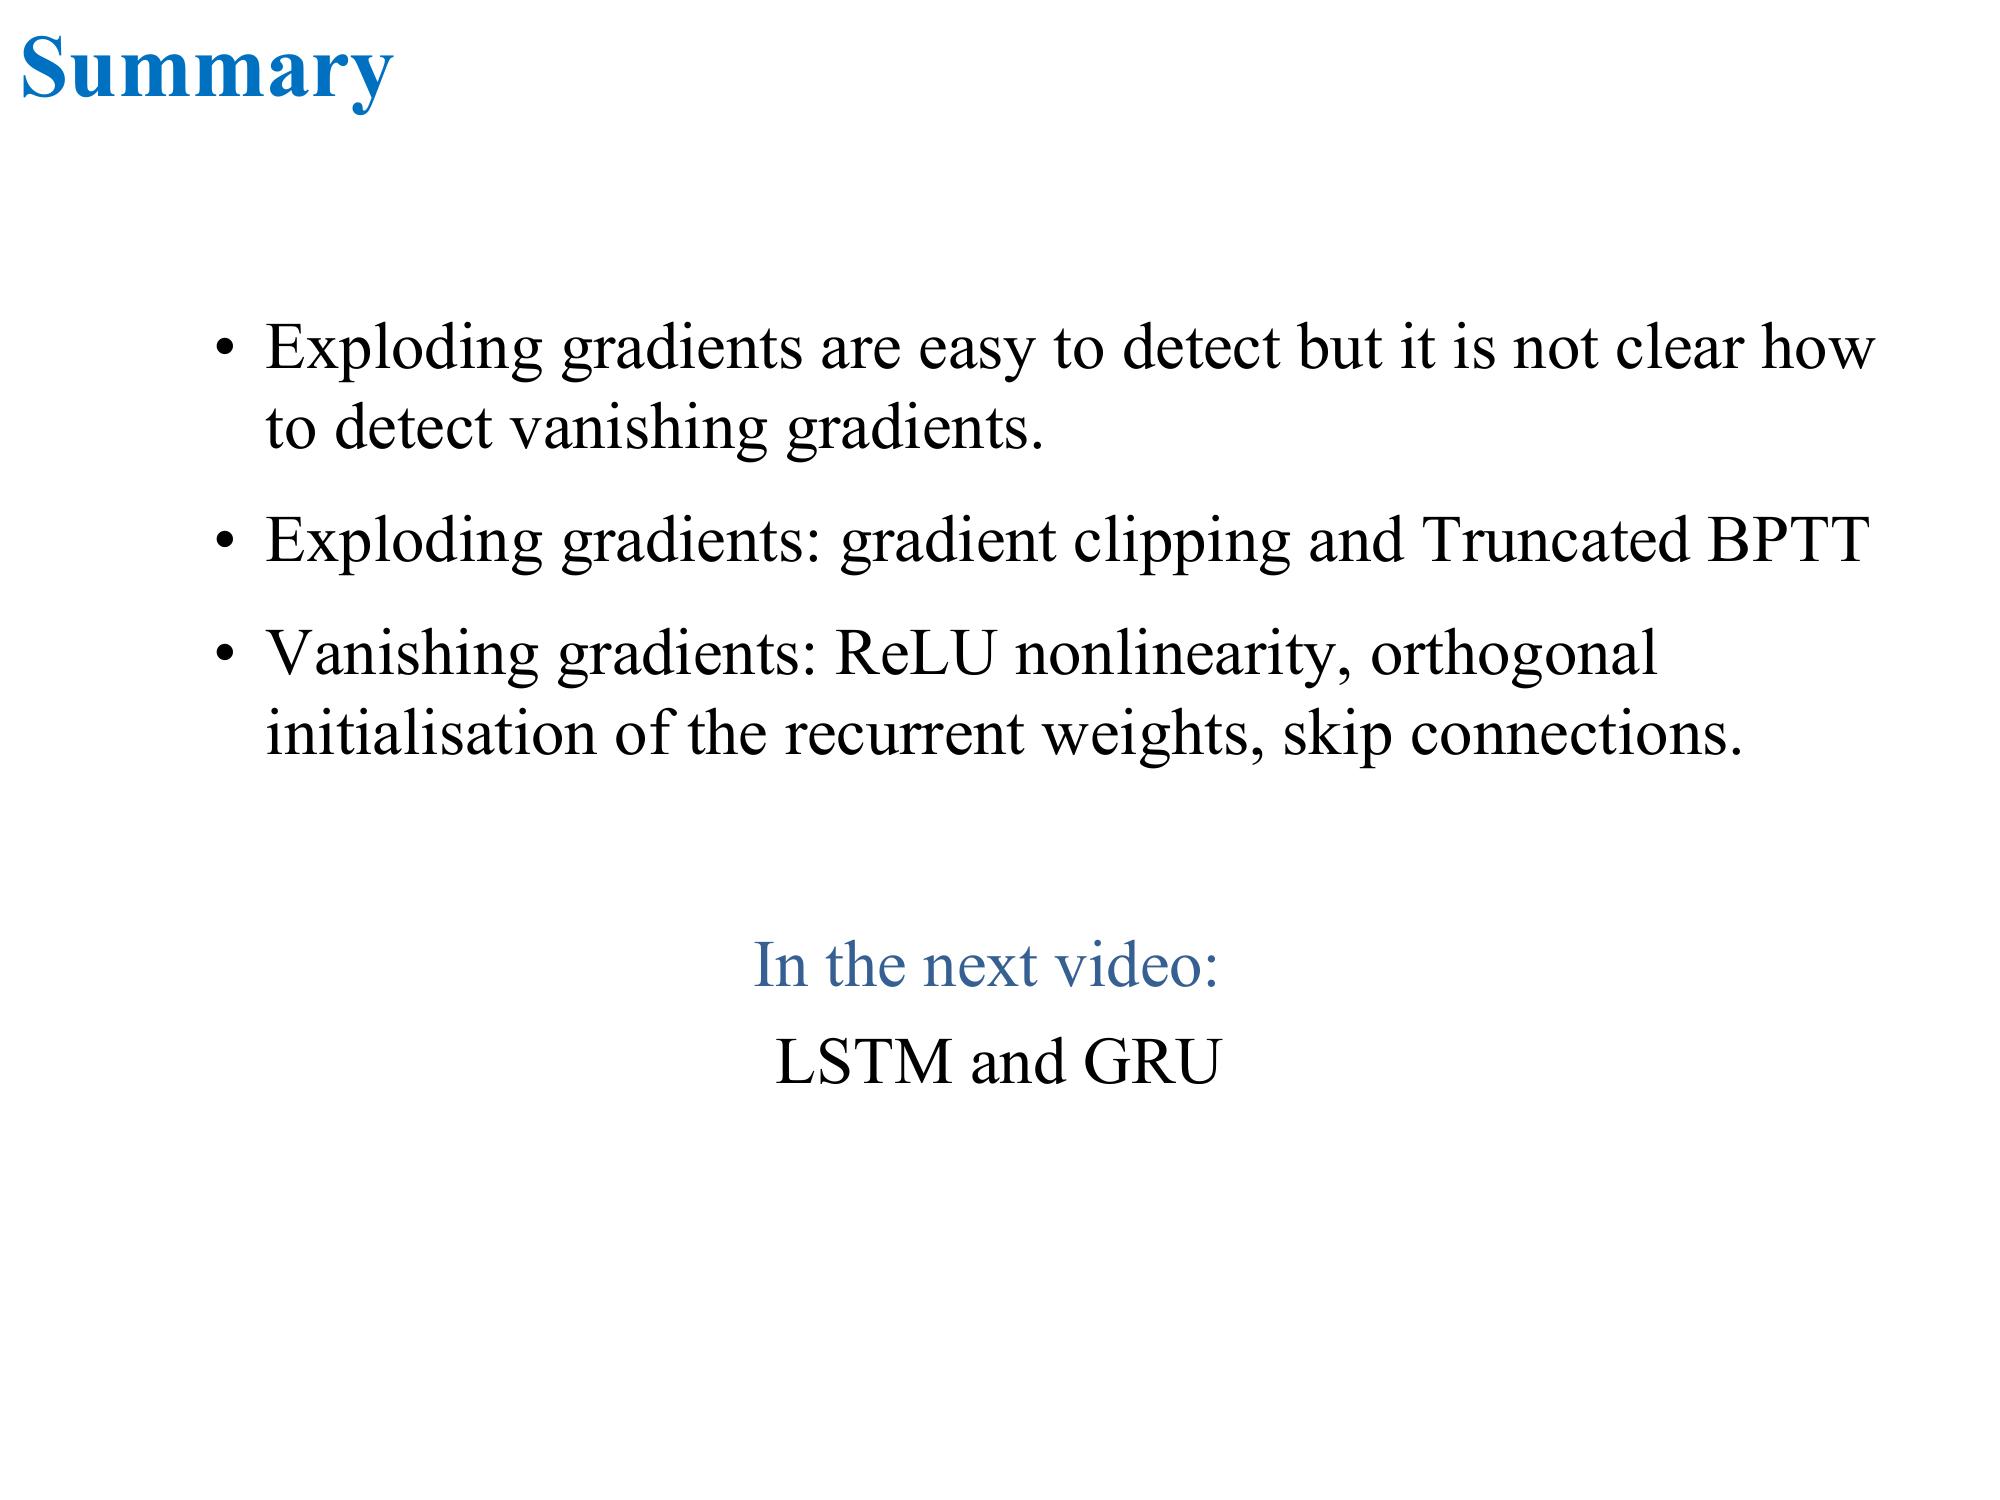 Summary
• Exploding gradients are easy to detect but it is not clear how
to detect vanishing gradients.
• Exploding gradients: gradient clipping and Truncated BPTT
• Vanishing gradients: ReLU nonlinearity, orthogonal
initialisation of the recurrent weights, skip connections.
In the next video:
LSTM and GRU